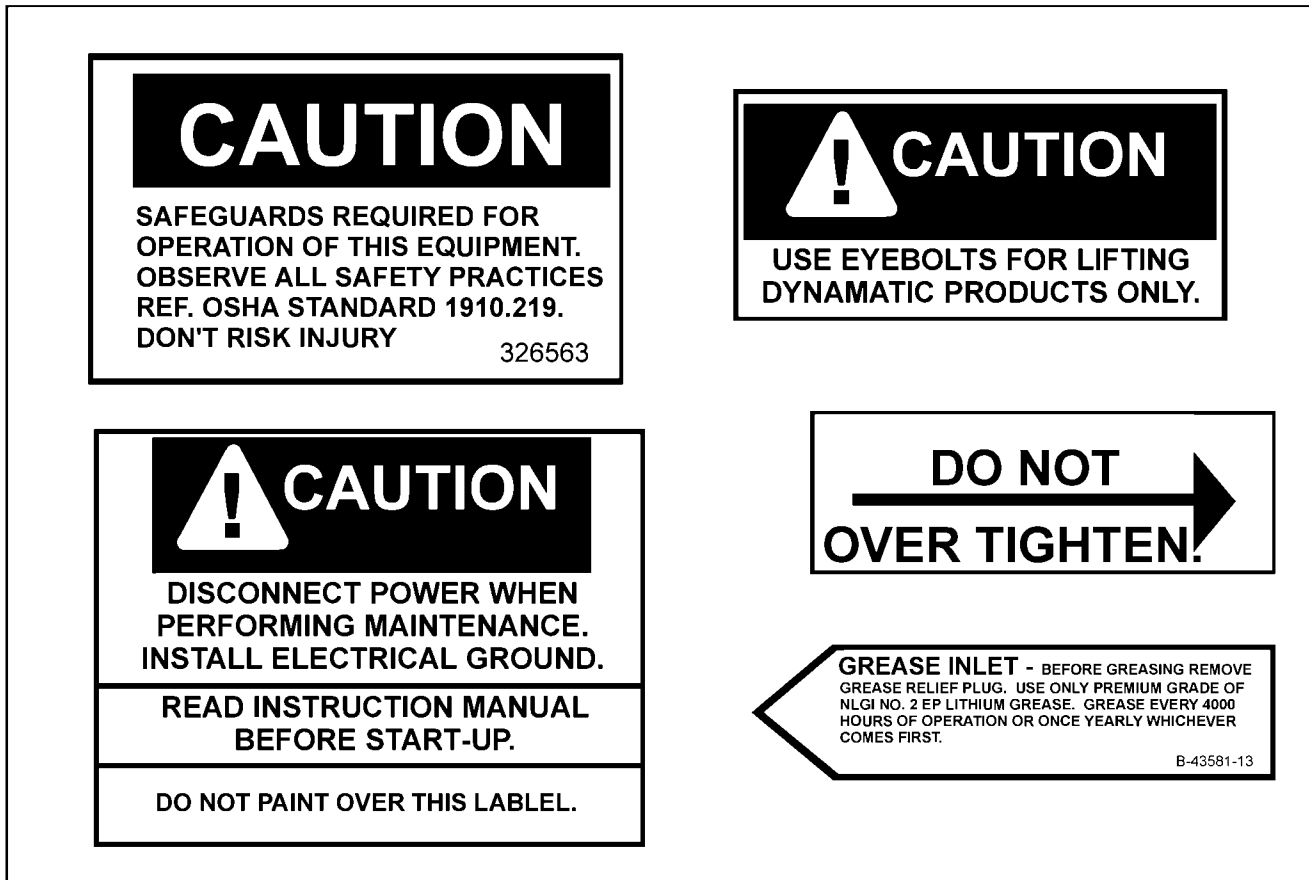 CAUTION
SAFEGUARDS REQUIRED FOR
OPERATION OF THIS EQUIPMENT.
OBSERVE ALL SAFETY PRACTICES
REF. OSHA STANDARD 1910.219.
DON'T RISK INJURY
326563
CAUTION
USE EYEBOLTS FOR LIFTING
DYNAMATIC PRODUCTS ONLY.
CAUTION
DISCONNECT POWER WHEN
PERFORMING MAINTENANCE.
INSTALL ELECTRICAL GROUND.
READ INSTRUCTION MANUAL
BEFORE START-UP.
DO NOT PAINT OVER THIS LABLEL.
DO NOT
OVER TIGHTEN.
GREASE INLET - BEFORE GREASING REMOVE
GREASE RELIEF PLUG. USE ONLY PREMIUM GRADE OF
NLGI NO. 2 EP LITHIUM GREASE. GREASE EVERY 4000
HOURS OF OPERATION OR ONCE YEARLY WHICHEVER
COMES FIRST.
B-43581-13